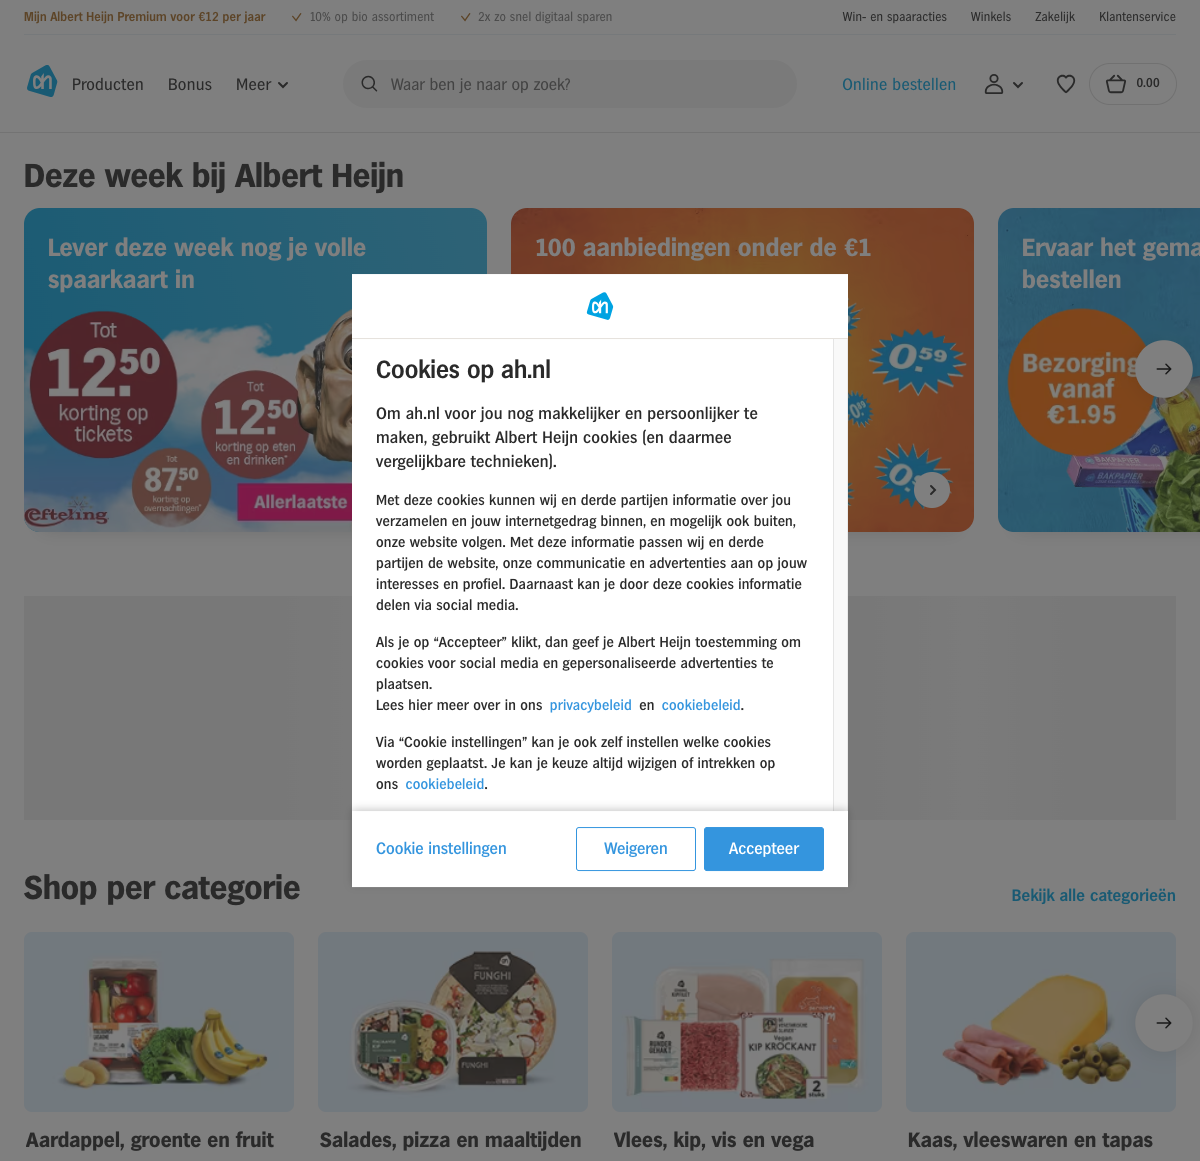 Mijn Albert Heijn Premium voor €12 per jaar
10% op bio assortiment
2x zo snel digitaal sparen
Win- en spaaracties
Winkels
Zakelijk
Klantenservice
ah
Producten
Bonus
Meer
Waar ben je naar op zoek?
Online bestellen
0.00
Deze week bij Albert Heijn
Lever deze week nog je volle
spaarkaart in
Tot
12.50
korting op
tickets
Tot
12.50
korting op eten
en drinken*
Tot
87.50
korting op
overnachtingen*
Efteling
Allerlaatste
100 aanbiedingen onder de €1
0.59
Ervaar het gema
bestellen
Bezorging
vanaf
€1.95
BAKPAPIER
BAKPAPIER
ah
Cookies op ah.nl
Om ah.nl voor jou nog makkelijker en persoonlijker te
maken, gebruikt Albert Heijn cookies (en daarmee
vergelijkbare technieken).
Met deze cookies kunnen wij en derde partijen informatie over jou
verzamelen en jouw internetgedrag binnen, en mogelijk ook buiten,
onze website volgen. Met deze informatie passen wij en derde
partijen de website, onze communicatie en advertenties aan op jouw
interesses en profiel. Daarnaast kan je door deze cookies informatie
delen via social media.
Als je op “Accepteer” klikt, dan geef je Albert Heijn toestemming om
cookies voor social media en gepersonaliseerde advertenties te
plaatsen.
Lees hier meer over in ons privacybeleid en cookiebeleid.
Via “Cookie instellingen” kan je ook zelf instellen welke cookies
worden geplaatst. Je kan je keuze altijd wijzigen of intrekken op
ons cookiebeleid.
Cookie instellingen
Weigeren
Accepteer
Shop per categorie
Bekijk alle categorieën
FUNGHI
FUNGHI
RUNDER
GEHAKT
Vegan
KIP KROKANT
2
stuks
Aardappel, groente en fruit
Salades, pizza en maaltijden
Vlees, kip, vis en vega
Kaas, vleeswaren en tapas